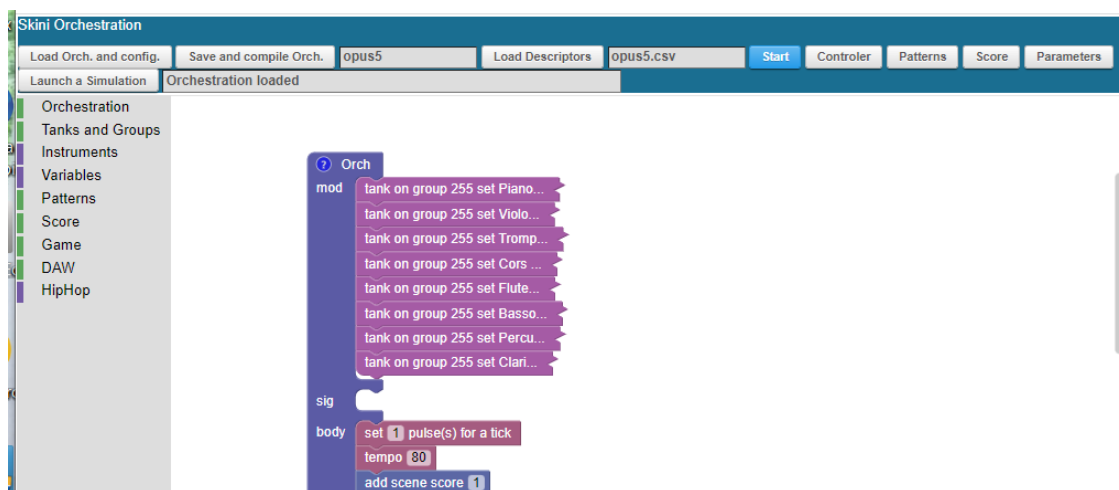 Skini Orchestration
Load Orch. and config. Save and compile Orch. opus5 Load Descriptors opus5.csv Start Controler Patterns Score Parameters
Launch a Simulation Orchestration loaded
Orchestration
Tanks and Groups
Instruments
Variables
Patterns
Score
Game
DAW
HipHop
? Orch
mod tank on group 255 set Piano...
tank on group 255 set Violo...
tank on group 255 set Tromp...
tank on group 255 set Cors ...
tank on group 255 set Flute...
tank on group 255 set Basso...
tank on group 255 set Percu...
tank on group 255 set Clari...
sig
body set 1 pulse(s) for a tick
tempo 80
add scene score 1